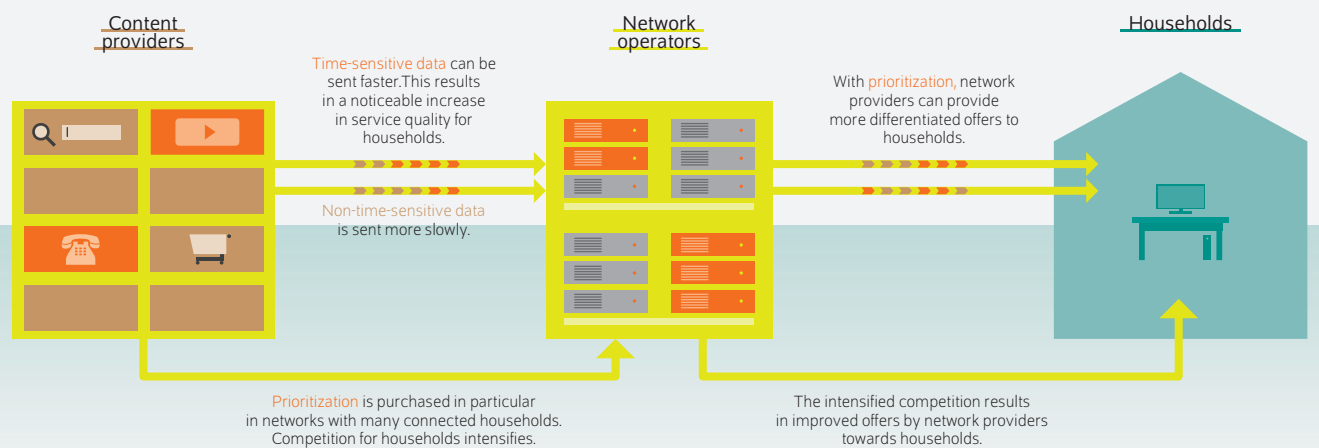 Content
providers
Network
operators
Households
Time-sensitive data can be
sent faster.This results
in a noticeable increase
in service quality for
households.
Non-time-sensitive data
is sent more slowly.
With prioritization, network
providers can provide
more differentiated offers to
households.
Prioritization is purchased in particular
in networks with many connected households.
Competition for households intensifies.
The intensified competition results
in improved offers by network providers
towards households.